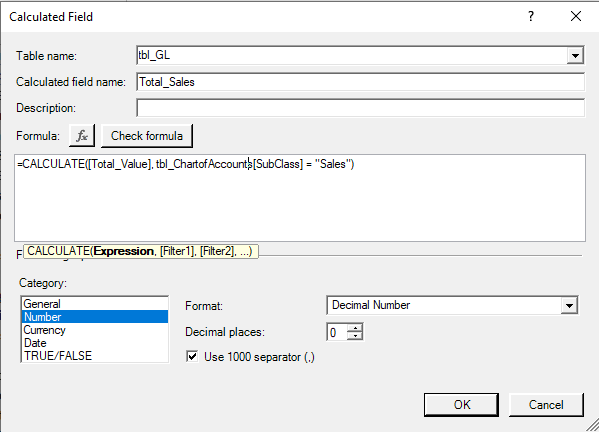 Calculated Field
? ×
Table name: tbl_GL
Calculated field name: Total_Sales
Description:
Formula: fx Check formula
=CALCULATE([Total_Value], tbl_ChartofAccounts[SubClass] = "Sales")
CALCULATE(Expression, [Filter1], [Filter2], ...)
Category:
General
Number
Currency
Date
TRUE/FALSE
Format: Decimal Number
Decimal places: 0
Use 1000 separator (,)
OK Cancel